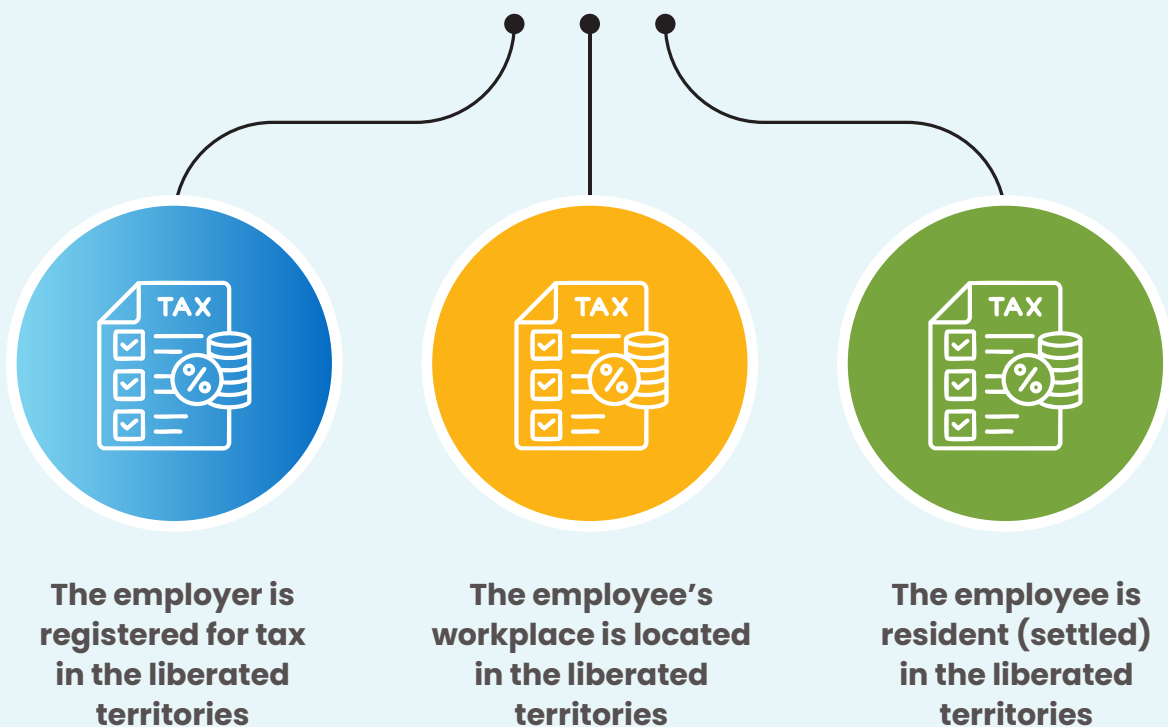 TAX
TAX
TAX
The employer is
registered for tax
in the liberated
territories
The employee’s
workplace is located
in the liberated
territories
The employee is
resident (settled)
in the liberated
territories